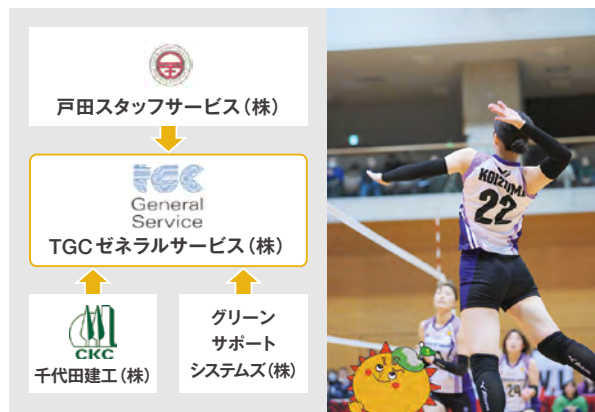 戸田スタッフサービス(株)
TGC
General
Service
TGCゼネラルサービス(株)
CKC
千代田建工(株)
グリーン
サポート
システムズ(株)
KOIZUMI
22
24